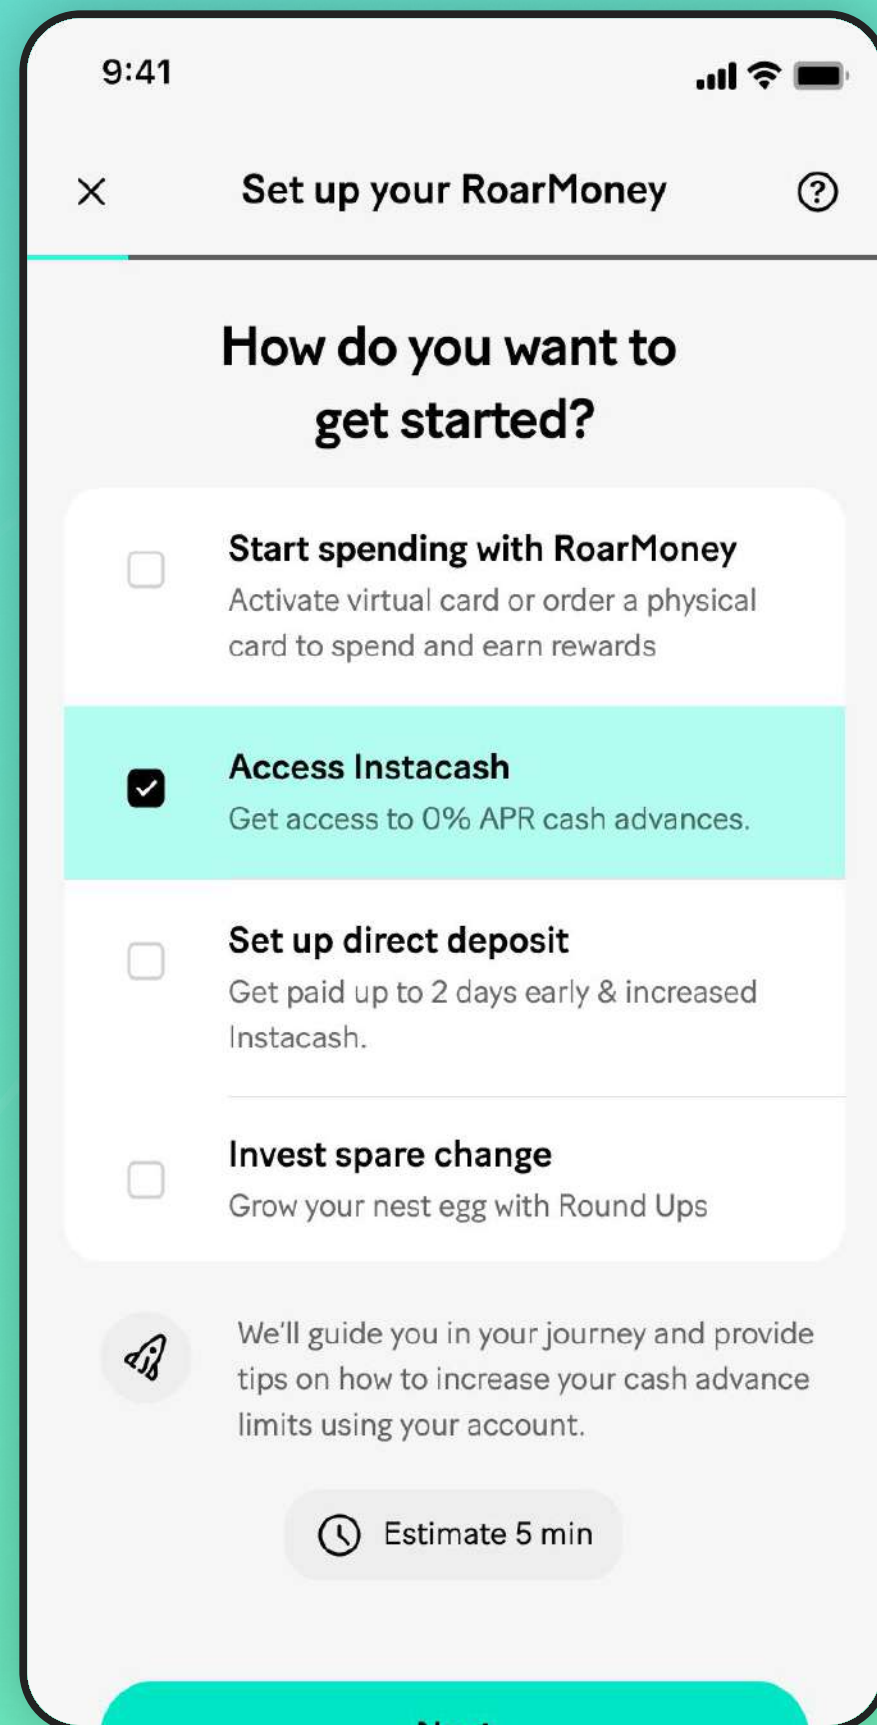 9:41
Set up your RoarMoney
How do you want to
get started?
Start spending with RoarMoney
Activate virtual card or order a physical
card to spend and earn rewards
Access Instacash
Get access to 0% APR cash advances.
Set up direct deposit
Get paid up to 2 days early & increased
Instacash.
Invest spare change
Grow your nest egg with Round Ups
We'll guide you in your journey and provide
tips on how to increase your cash advance
limits using your account.
Estimate 5 min